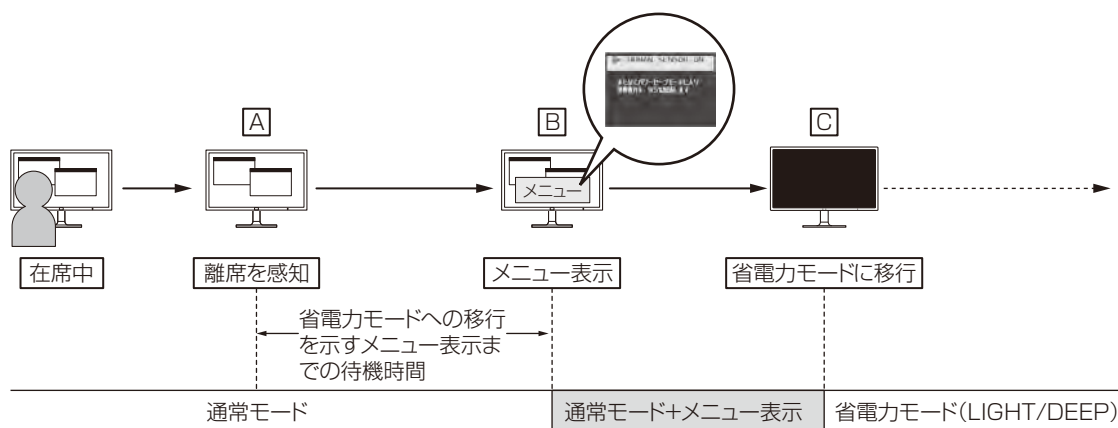 HUMAN SENSOR ON
A
B
C
メニュー
在席中
離席を感知
メニュー表示
省電力モードに移行
省電力モードへの移行
を示すメニュー表示ま
での待機時間
通常モード
通常モード+メニュー表示
省電力モード(LIGHT/DEEP)